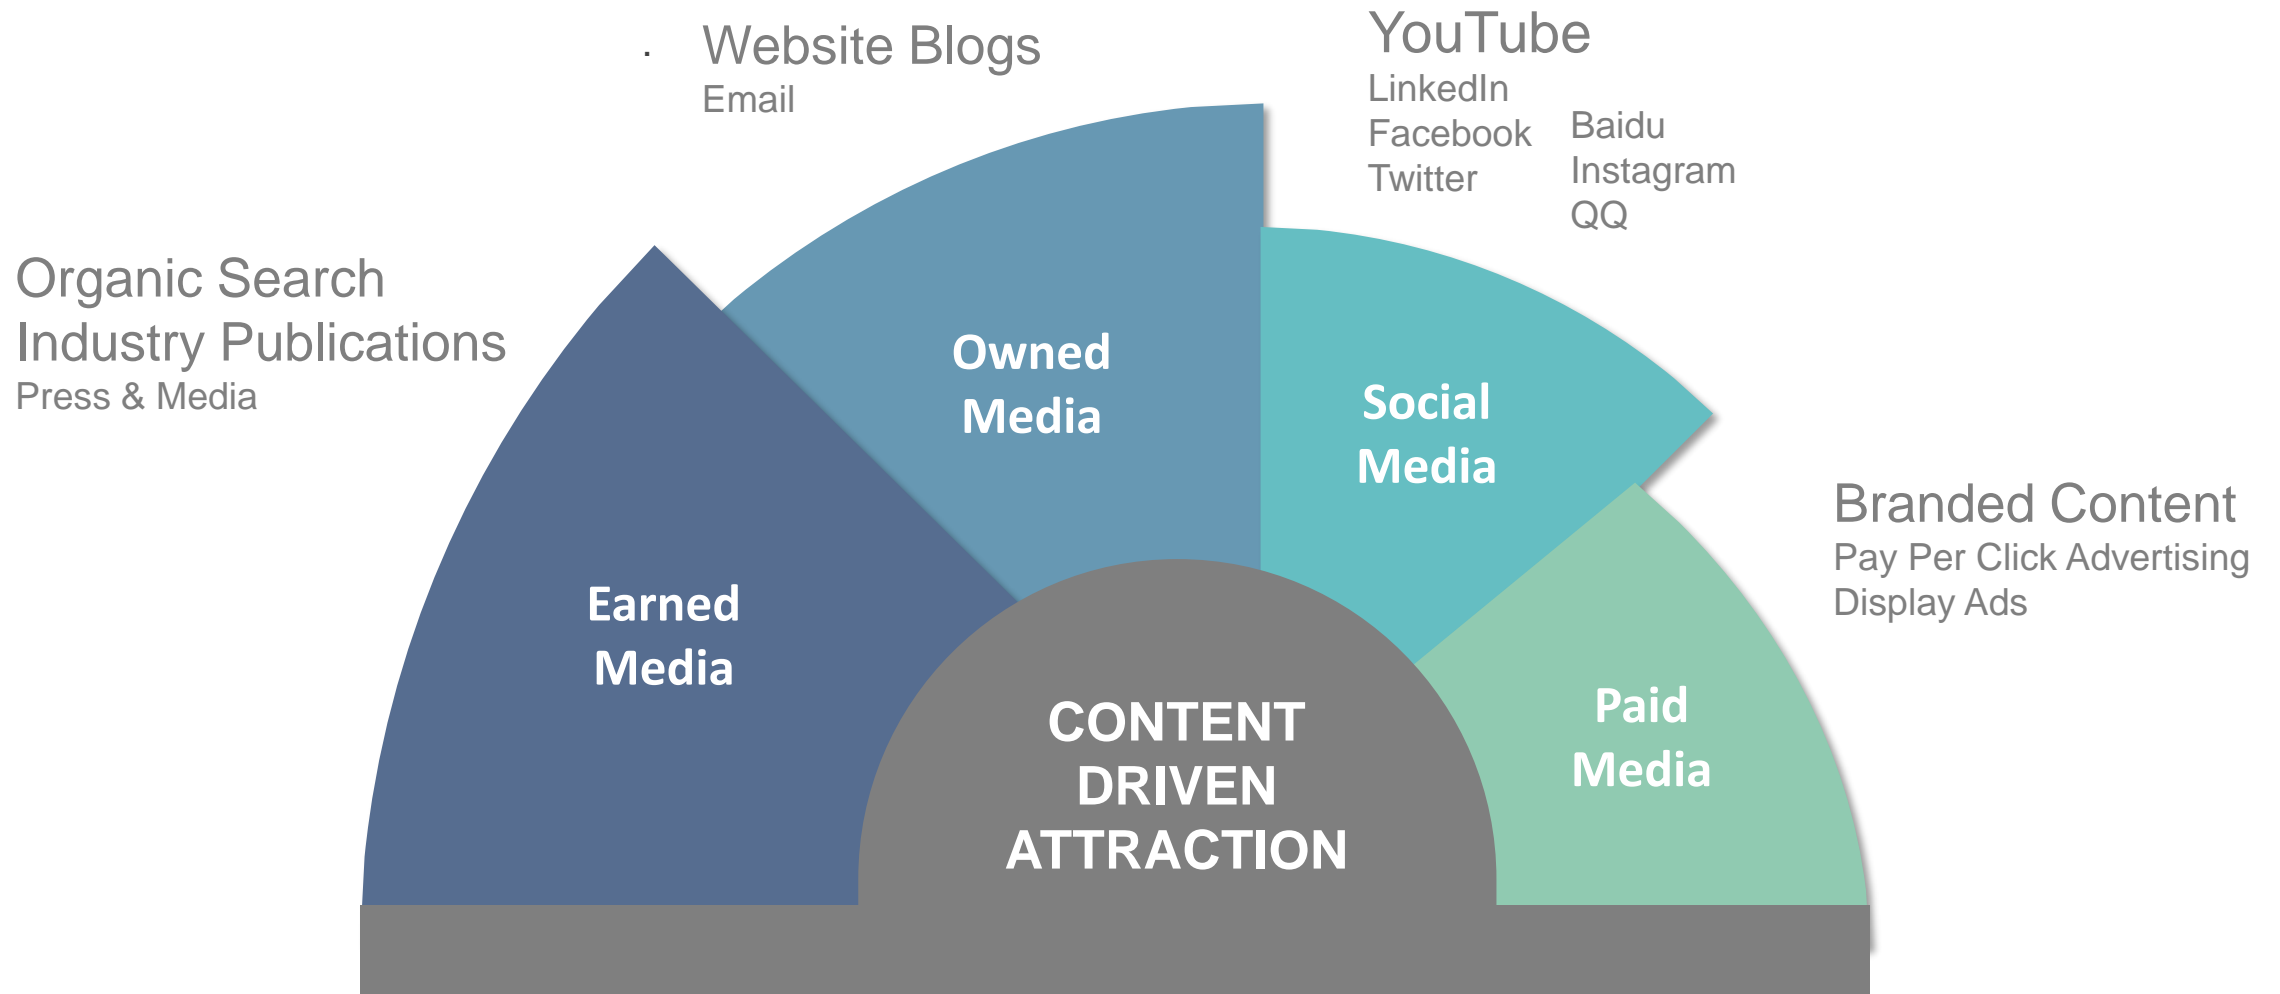 Website Blogs
Email
YouTube
LinkedIn
Facebook
Twitter
Baidu
Instagram
QQ
Organic Search
Industry Publications
Press & Media
Owned
Media
Social
Media
Branded Content
Pay Per Click Advertising
Display Ads
Earned
Media
Paid
Media
CONTENT
DRIVEN
ATTRACTION